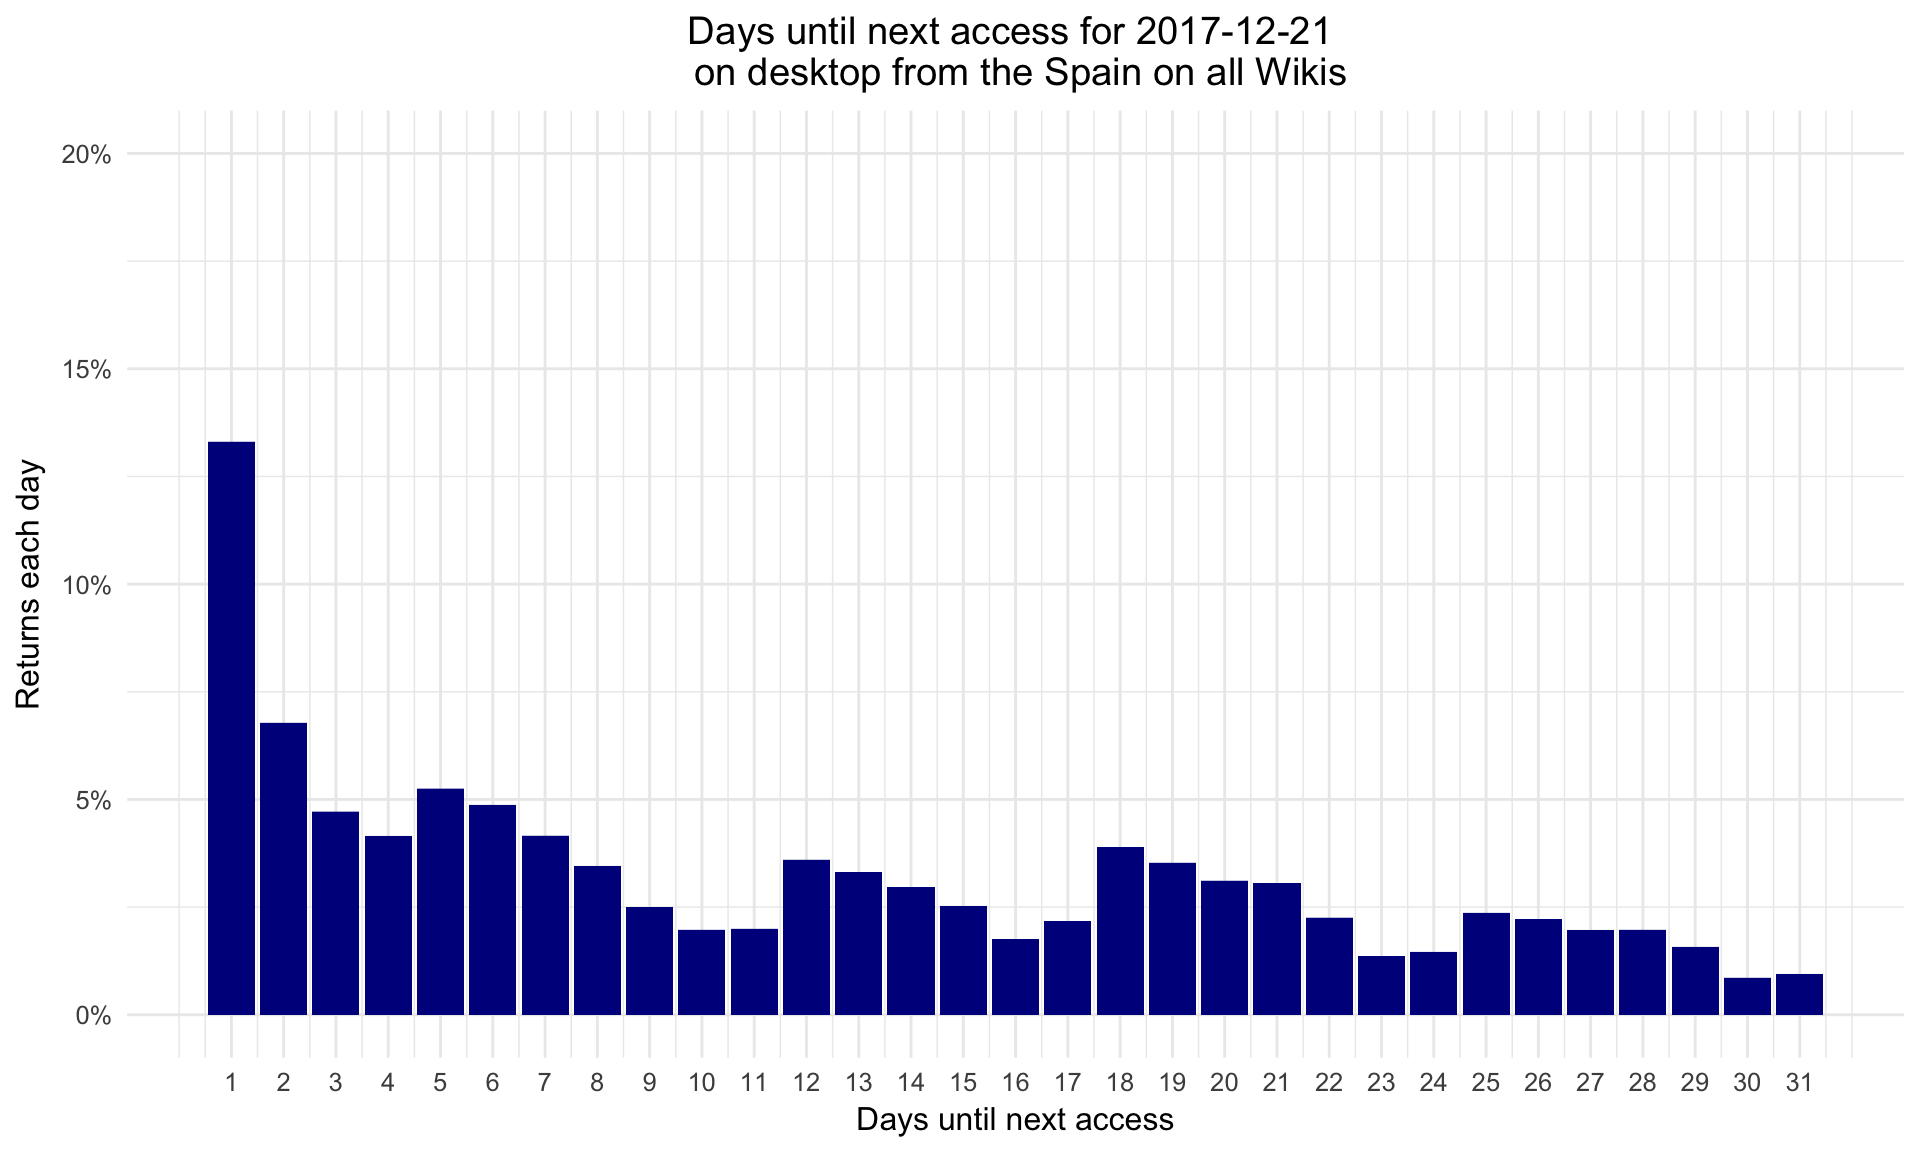 Days until next access for 2017-12-21
on desktop from the Spain on all Wikis
20%
15%
10%
5%
0%
Returns each day
1 2 3 4 5 6 7 8 9 10 11 12 13 14 15 16 17 18 19 20 21 22 23 24 25 26 27 28 29 30 31
Days until next access